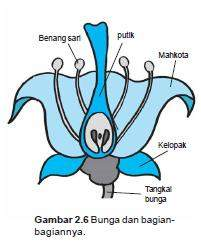 Benang sari
putik
Mahkota
Kelopak
Tangkai
bunga
Gambar 2.6 Bunga dan bagian-
bagiannya.